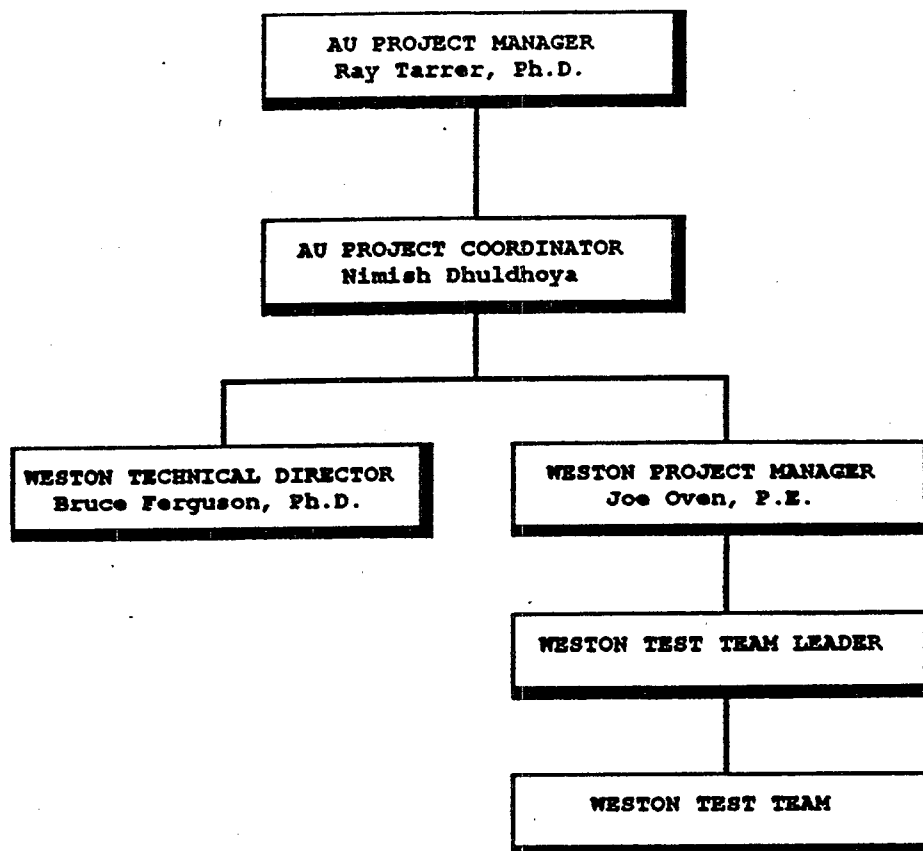 AU PROJECT MANAGER
Ray Tarrer, Ph.D.
AU PROJECT COORDINATOR
Nimish Dhuldhoya
WESTON TECHNICAL DIRECTOR
Bruce Ferguson, Ph.D.
WESTON PROJECT MANAGER
Joe Oven, P.E.
WESTON TEST TEAM LEADER
WESTON TEST TEAM